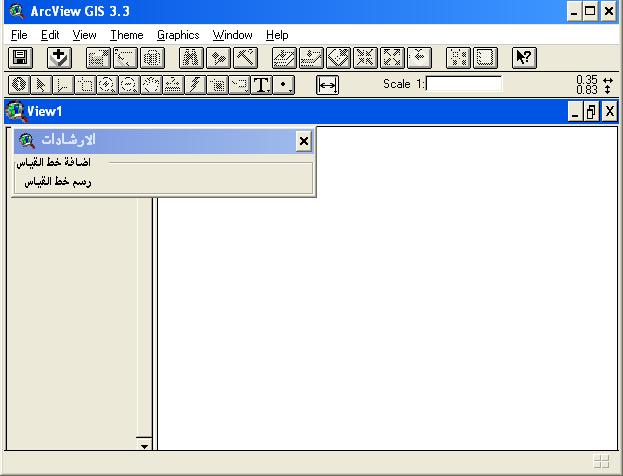 ArcView GIS 3.3
File Edit View Theme Graphics Window Help
T Scale 1: 0.35
0.83
View1
الارشادات
اضافة خط القياس
رسم خط القياس